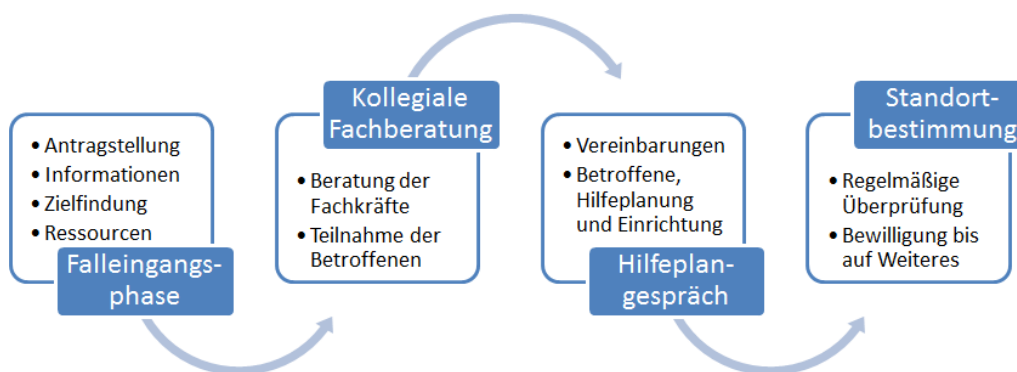 • Antragstellung
• Informationen
• Zielfindung
• Ressourcen
Falleingangs-
phase
Kollegiale
Fachberatung
• Beratung der
Fachkräfte
• Teilnahme der
Betroffenen
• Vereinbarungen
• Betroffene,
Hilfeplanung
und Einrichtung
Hilfeplan-
gespräch
Standort-
bestimmung
• Regelmäßige
Überprüfung
• Bewilligung bis
auf Weiteres